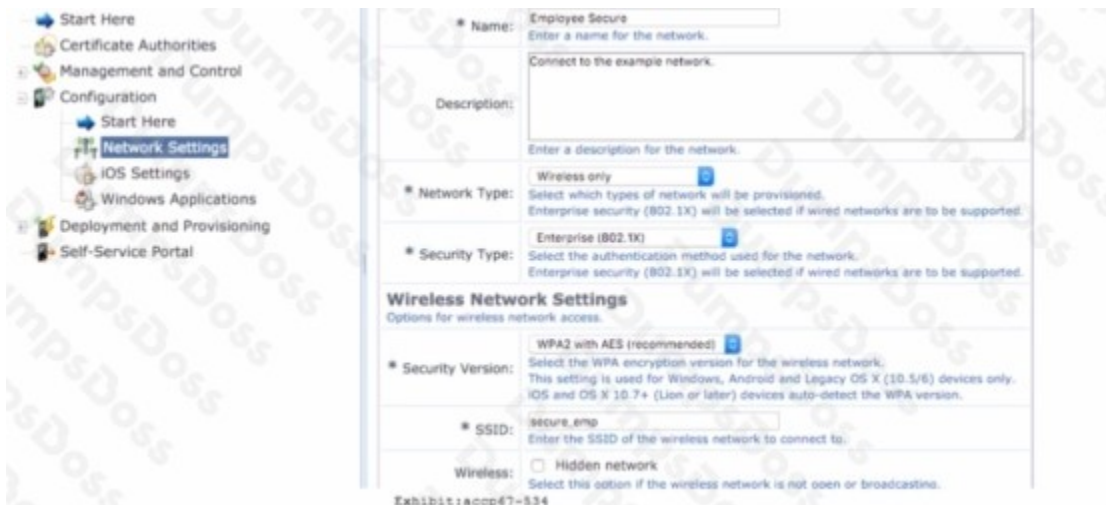 Start Here
Certificate Authorities
Management and Control
Configuration
Start Here
Network Settings
iOS Settings
Windows Applications
Deployment and Provisioning
Self-Service Portal
* Name: Employee Secure
Enter a name for the network.
Description: Connect to the example network.
Enter a description for the network.
* Network Type: Wireless only
Select which types of network will be provisioned.
Enterprise security (802.1X) will be selected if wired networks are to be supported.
* Security Type: Enterprise (802.1X)
Select the authentication method used for the network.
Enterprise security (802.1X) will be selected if wired networks are to be supported.
Wireless Network Settings
Options for wireless network access.
* Security Version: WPA2 with AES (recommended)
Select the WPA encryption version for the wireless network.
This setting is used for Windows, Android and Legacy OS X (10.5/6) devices only.
iOS and OS X 10.7+ (Lion or later) devices auto-detect the WPA version.
* SSID: secure_emp
Enter the SSID of the wireless network to connect to.
Wireless: Hidden network
Select this option if the wireless network is not open or broadcasting.
Exhibit:accp67-534
DumpsDoss